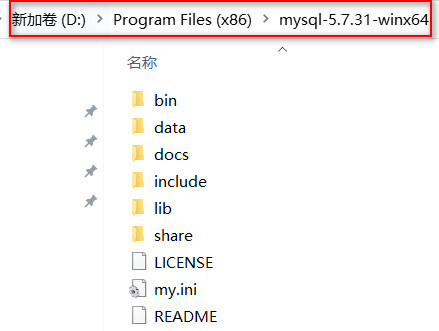 新加卷 (D:) > Program Files (x86) > mysql-5.7.31-winx64
名称
bin
data
docs
include
lib
share
LICENSE
my.ini
README